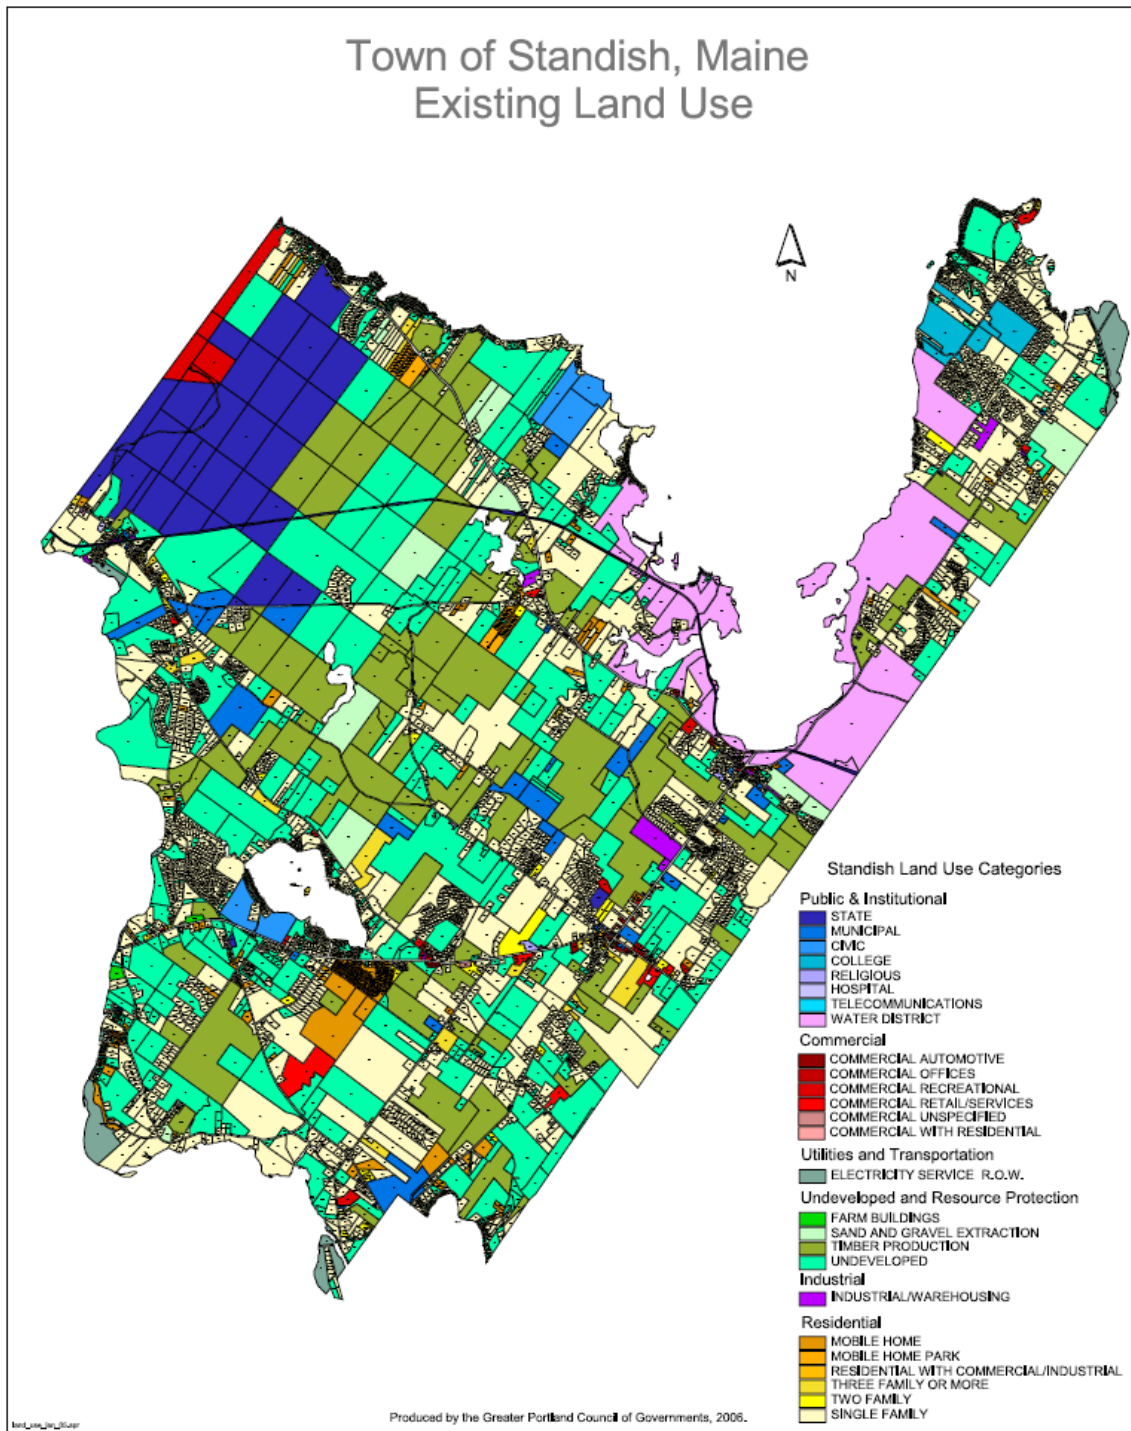 Town of Standish, Maine
Existing Land Use
N
Standish Land Use Categories
Public & Institutional
STATE
MUNICIPAL
CIVIC
COLLEGE
RELIGIOUS
HOSPITAL
TELECOMMUNICATIONS
WATER DISTRICT
Commercial
COMMERCIAL AUTOMOTIVE
COMMERCIAL OFFICES
COMMERCIAL RECREATIONAL
COMMERCIAL RETAIL/SERVICES
COMMERCIAL UNSPECIFIED
COMMERCIAL WITH RESIDENTIAL
Utilities and Transportation
ELECTRICITY SERVICE R.O.W.
Undeveloped and Resource Protection
FARM BUILDINGS
SAND AND GRAVEL EXTRACTION
TIMBER PRODUCTION
UNDEVELOPED
Industrial
INDUSTRIAL/WAREHOUSING
Residential
MOBILE HOME
MOBILE HOME PARK
RESIDENTIAL WITH COMMERCIAL/INDUSTRIAL
THREE FAMILY OR MORE
TWO FAMILY
SINGLE FAMILY
Produced by the Greater Portland Council of Governments, 2006.